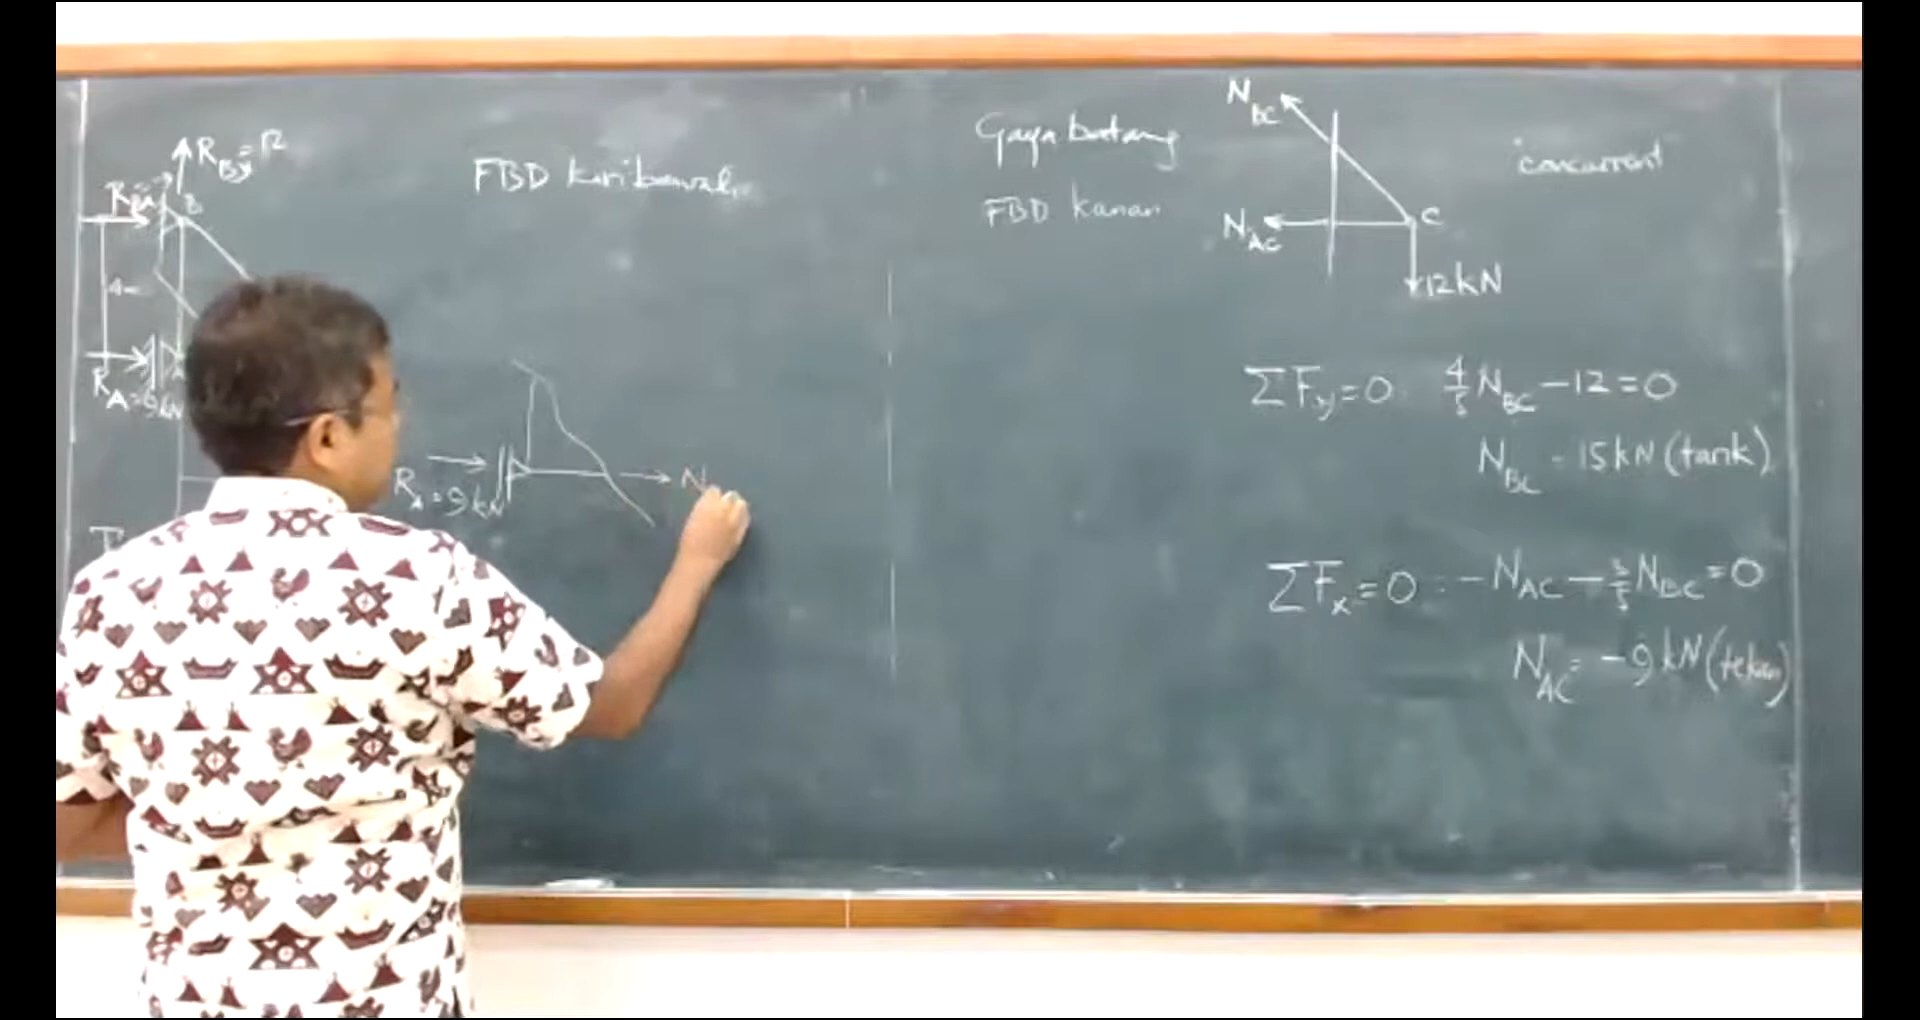 R_By = 12
B
4
R_A = 9 kN
FBD kiri bawah
R_A = 9 kN
N
Gaya batang
FBD kanan
N_BC
N_AC
C
12 kN
"concurrent"
ΣF_y = 0 4/5 N_BC - 12 = 0
N_BC = 15 kN (tarik)
ΣF_x = 0 : - N_AC - 3/5 N_BC = 0
N_AC = -9 kN (tekan)